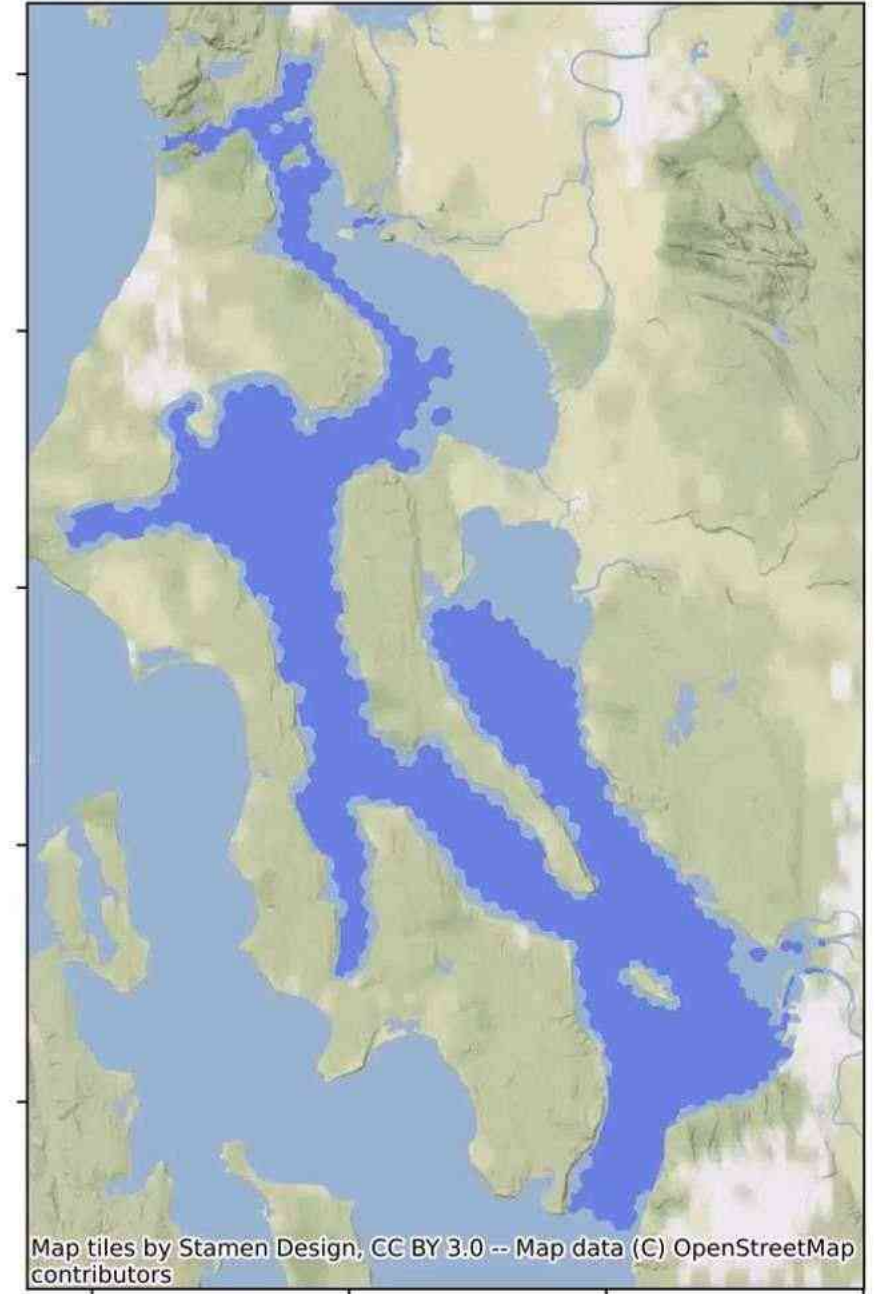 Map tiles by Stamen Design, CC BY 3.0 -- Map data (C) OpenStreetMap
contributors